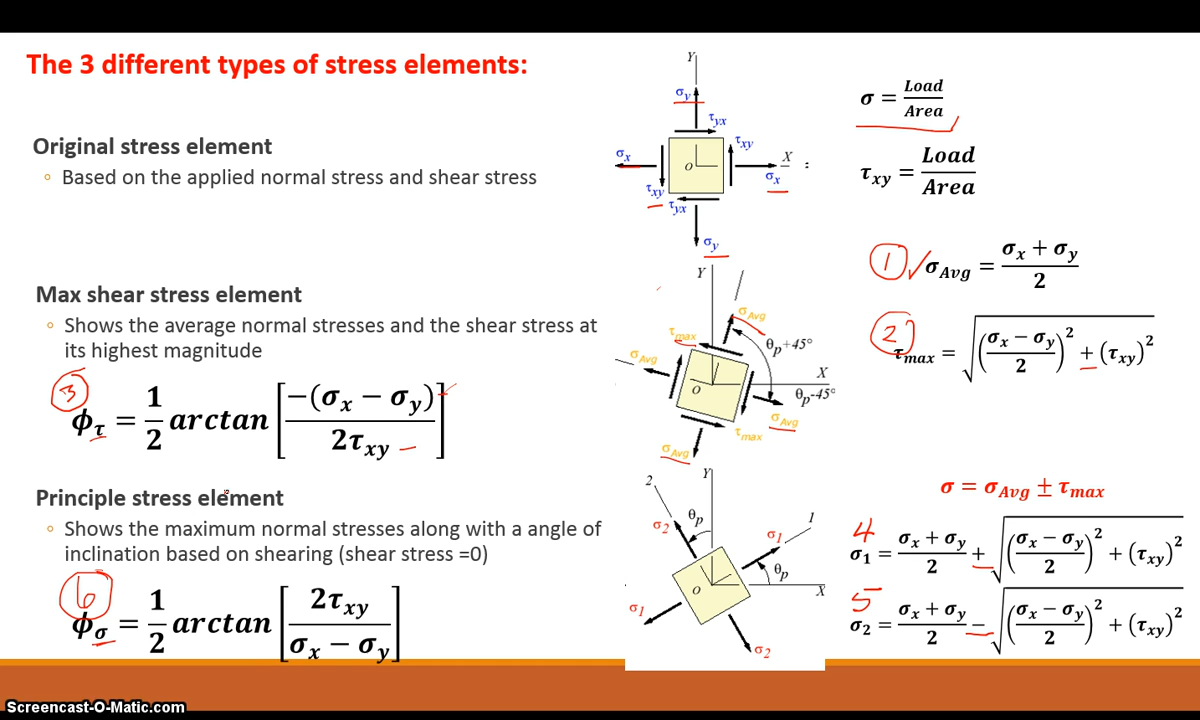 The 3 different types of stress elements:
Original stress element
Based on the applied normal stress and shear stress
Max shear stress element
Shows the average normal stresses and the shear stress at
its highest magnitude
3
ϕτ = 1/2 arctan [−(σx − σy) / 2τxy]
Principle stress element
Shows the maximum normal stresses along with a angle of
inclination based on shearing (shear stress =0)
6
ϕσ = 1/2 arctan [2τxy / σx − σy]
Y
σy
τyx
τxy
σx
X
:
O
σx
τxy
τyx
σy
Y
σAvg
τmax
θp+45°
σAvg
X
O
θp-45°
σAvg
τmax
σAvg
2
Y
θp
1
σ2
σ1
θp
O
X
σ1
σ2
σ = Load / Area
τxy = Load / Area
1 σAvg = σx + σy / 2
2 τmax = √((σx − σy / 2)² + (τxy)²)
σ = σAvg ± τmax
4
σ1 = σx + σy / 2 + √((σx − σy / 2)² + (τxy)²)
5
σ2 = σx + σy / 2 − √((σx − σy / 2)² + (τxy)²)
Screencast-O-Matic.com